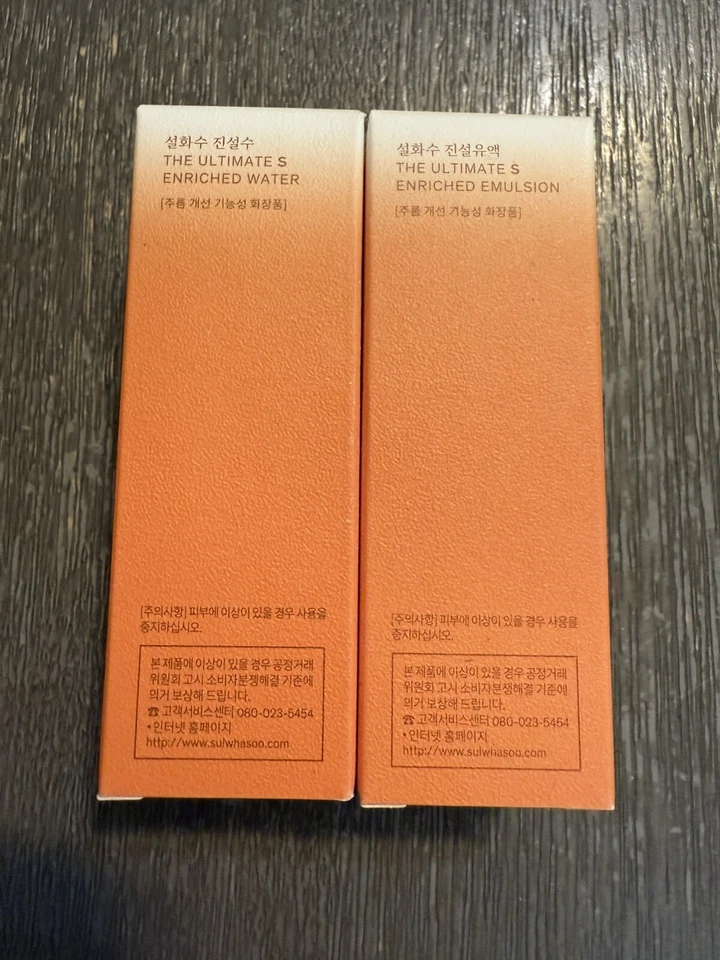 설화수 진설수
THE ULTIMATE S
ENRICHED WATER
[주름 개선 기능성 화장품]
[주의사항] 피부에 이상이 있을 경우 사용을
중지하십시오.
본 제품에 이상이 있을 경우 공정거래
위원회 고시 소비자분쟁해결 기준에
의거 보상해 드립니다.
☎ 고객서비스센터 080-023-5454
• 인터넷 홈페이지
http://www.sulwhasoo.com
설화수 진설유액
THE ULTIMATE S
ENRICHED EMULSION
[주름 개선 기능성 화장품]
[주의사항] 피부에 이상이 있을 경우 사용을
중지하십시오.
본 제품에 이상이 있을 경우 공정거래
위원회 고시 소비자분쟁해결 기준에
의거 보상해 드립니다.
☎ 고객서비스센터 080-023-5454
• 인터넷 홈페이지
http://www.sulwhasoo.com